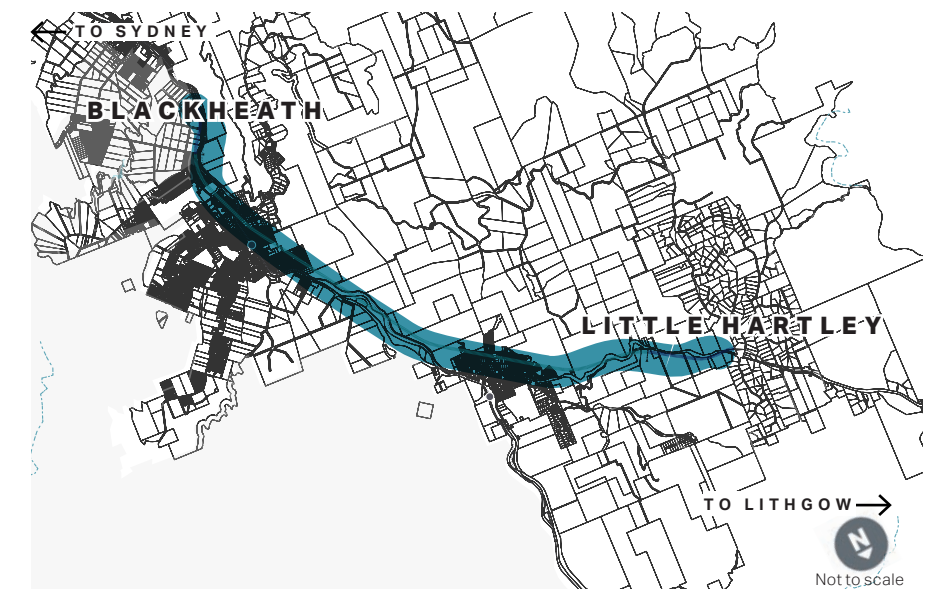 TO SYDNEY
BLACKHEATH
LITTLE HARTLEY
TO LITHGOW
N
Not to scale